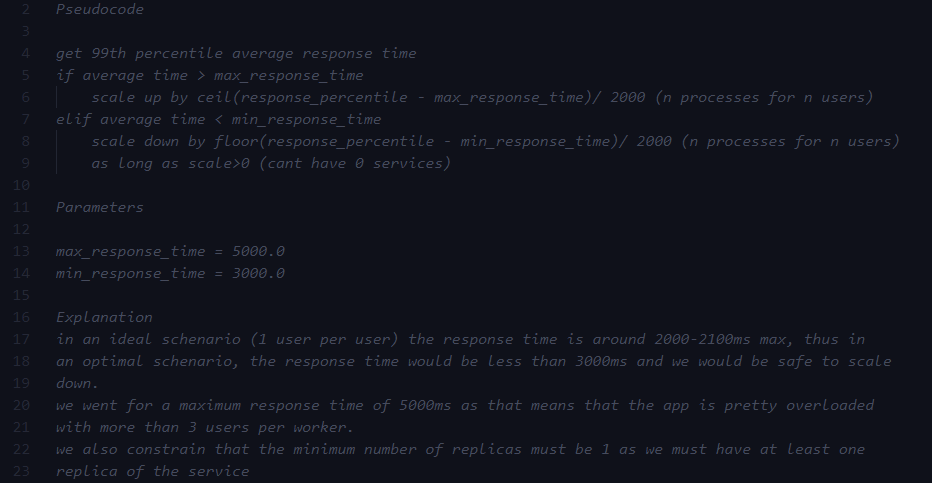 2 Pseudocode
3
4 get 99th percentile average response time
5 if average time > max_response_time
6 scale up by ceil(response_percentile - max_response_time)/ 2000 (n processes for n users)
7 elif average time < min_response_time
8 scale down by floor(response_percentile - min_response_time)/ 2000 (n processes for n users)
9 as long as scale>0 (cant have 0 services)
10
11 Parameters
12
13 max_response_time = 5000.0
14 min_response_time = 3000.0
15
16 Explanation
17 in an ideal schenario (1 user per user) the response time is around 2000-2100ms max, thus in
18 an optimal schenario, the response time would be less than 3000ms and we would be safe to scale
19 down.
20 we went for a maximum response time of 5000ms as that means that the app is pretty overloaded
21 with more than 3 users per worker.
22 we also constrain that the minimum number of replicas must be 1 as we must have at least one
23 replica of the service